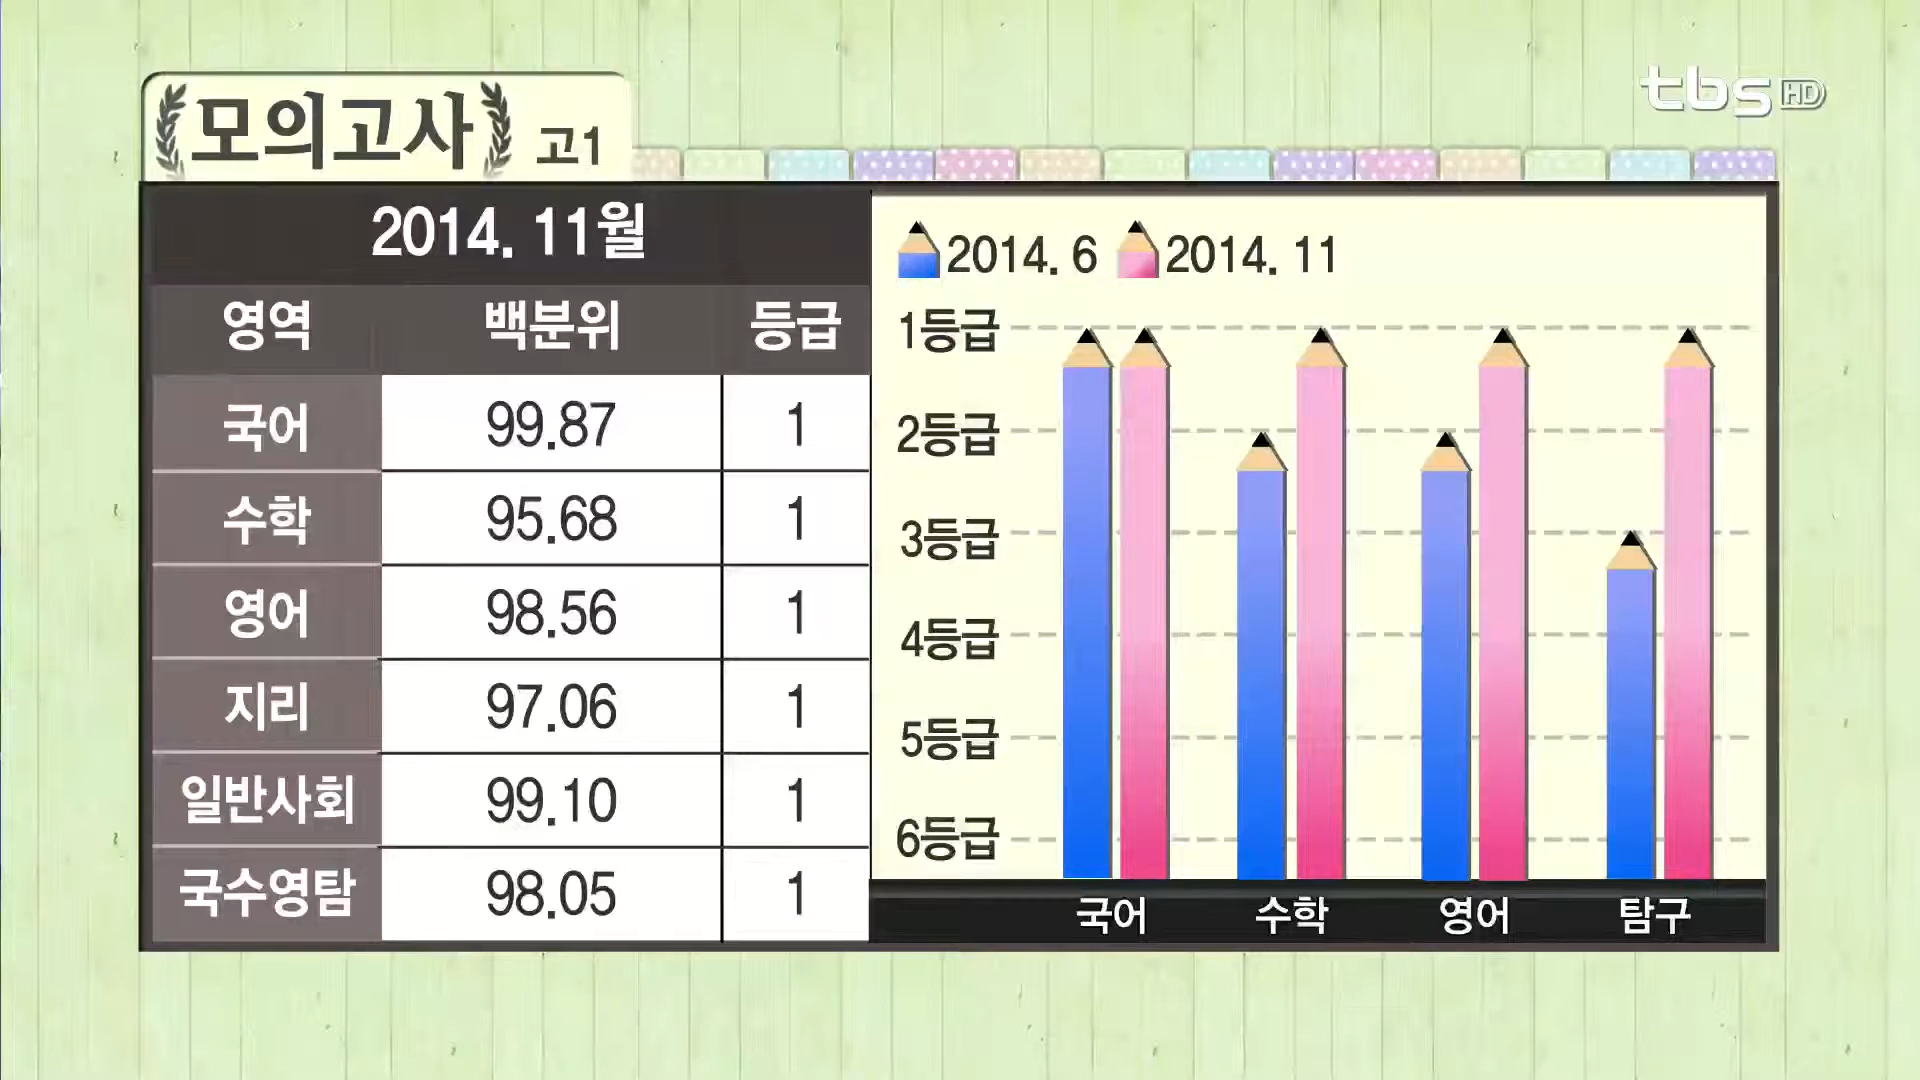 모의고사 고1
tbs HD
2014. 11월
영역 백분위 등급
국어 99.87 1
수학 95.68 1
영어 98.56 1
지리 97.06 1
일반사회 99.10 1
국수영탐 98.05 1
2014. 6 2014. 11
1등급
2등급
3등급
4등급
5등급
6등급
국어 수학 영어 탐구